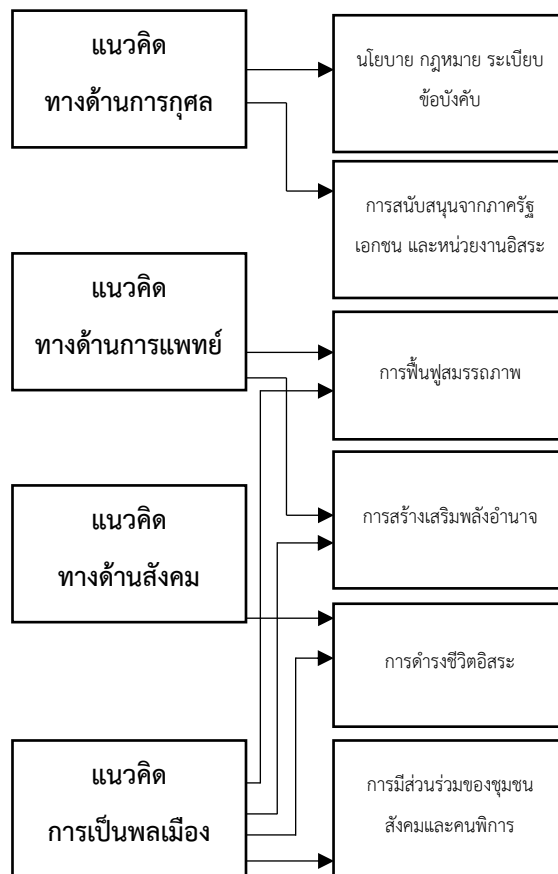 แนวคิด
ทางด้านการกุศล
นโยบาย กฎหมาย ระเบียบ
ข้อบังคับ
การสนับสนุนจากภาครัฐ
เอกชน และหน่วยงานอิสระ
แนวคิด
ทางด้านการแพทย์
การฟื้นฟูสมรรถภาพ
แนวคิด
ทางด้านสังคม
การสร้างเสริมพลังอำนาจ
การดำรงชีวิตอิสระ
แนวคิด
การเป็นพลเมือง
การมีส่วนร่วมของชุมชน
สังคมและคนพิการ